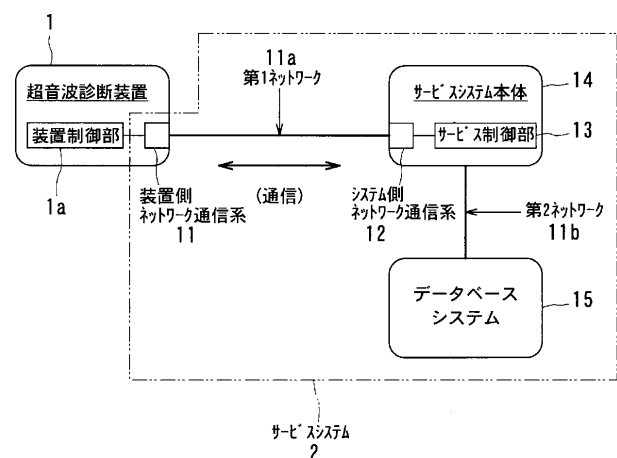 1
11a
第1ネットワーク
超音波診断装置
サービスシステム本体
14
装置制御部
サービス制御部
13
1a
装置側
ネットワーク通信系
11
(通信)
システム側
ネットワーク通信系
12
第2ネットワーク
11b
データベース
システム
15
サービスシステム
2